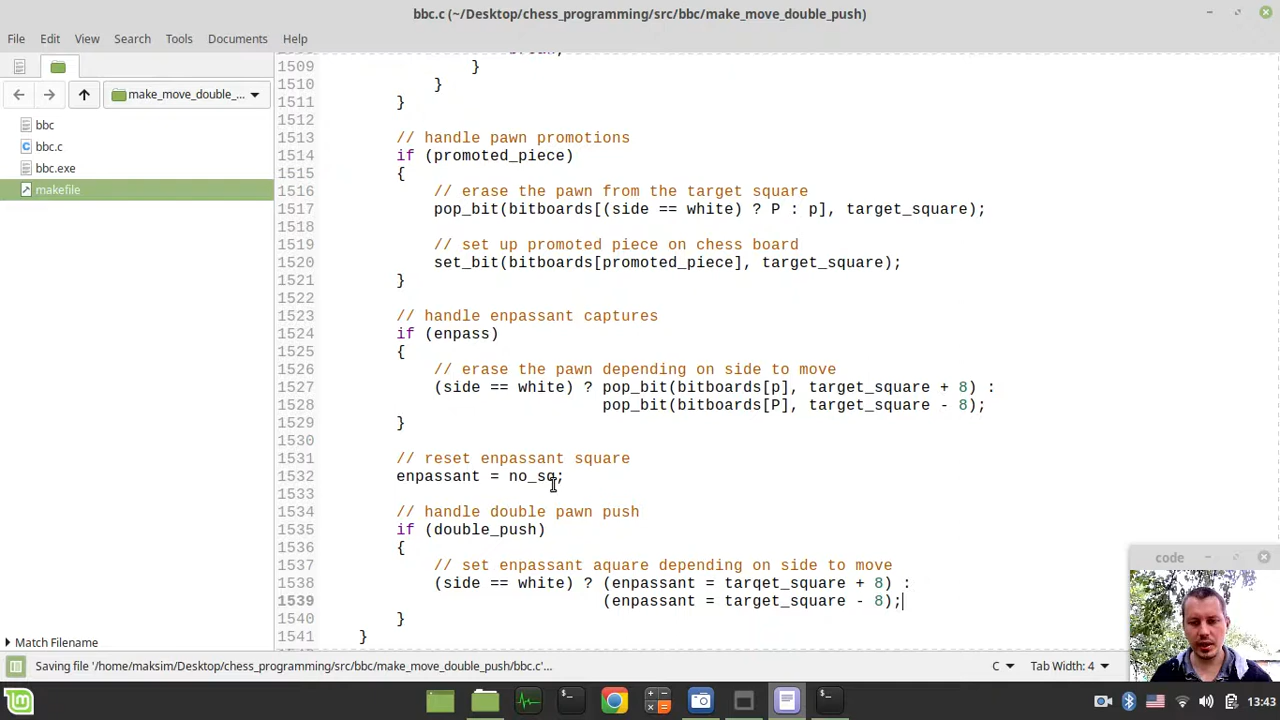 bbc.c (~/Desktop/chess_programming/src/bbc/make_move_double_push)
File Edit View Search Tools Documents Help
make_move_double_...
bbc
bbc.c
bbc.exe
makefile
1509 }
1510 }
1511 }
1512
1513 // handle pawn promotions
1514 if (promoted_piece)
1515 {
1516 // erase the pawn from the target square
1517 pop_bit(bitboards[(side == white) ? P : p], target_square);
1518
1519 // set up promoted piece on chess board
1520 set_bit(bitboards[promoted_piece], target_square);
1521 }
1522
1523 // handle enpassant captures
1524 if (enpass)
1525 {
1526 // erase the pawn depending on side to move
1527 (side == white) ? pop_bit(bitboards[p], target_square + 8) :
1528 pop_bit(bitboards[P], target_square - 8);
1529 }
1530
1531 // reset enpassant square
1532 enpassant = no_sq;
1533
1534 // handle double pawn push
1535 if (double_push)
1536 {
1537 // set enpassant aquare depending on side to move
1538 (side == white) ? (enpassant = target_square + 8) :
1539 (enpassant = target_square - 8);
1540 }
1541 }
code
Match Filename
Saving file '/home/maksim/Desktop/chess_programming/src/bbc/make_move_double_push/bbc.c'...
C
Tab Width: 4
13:43